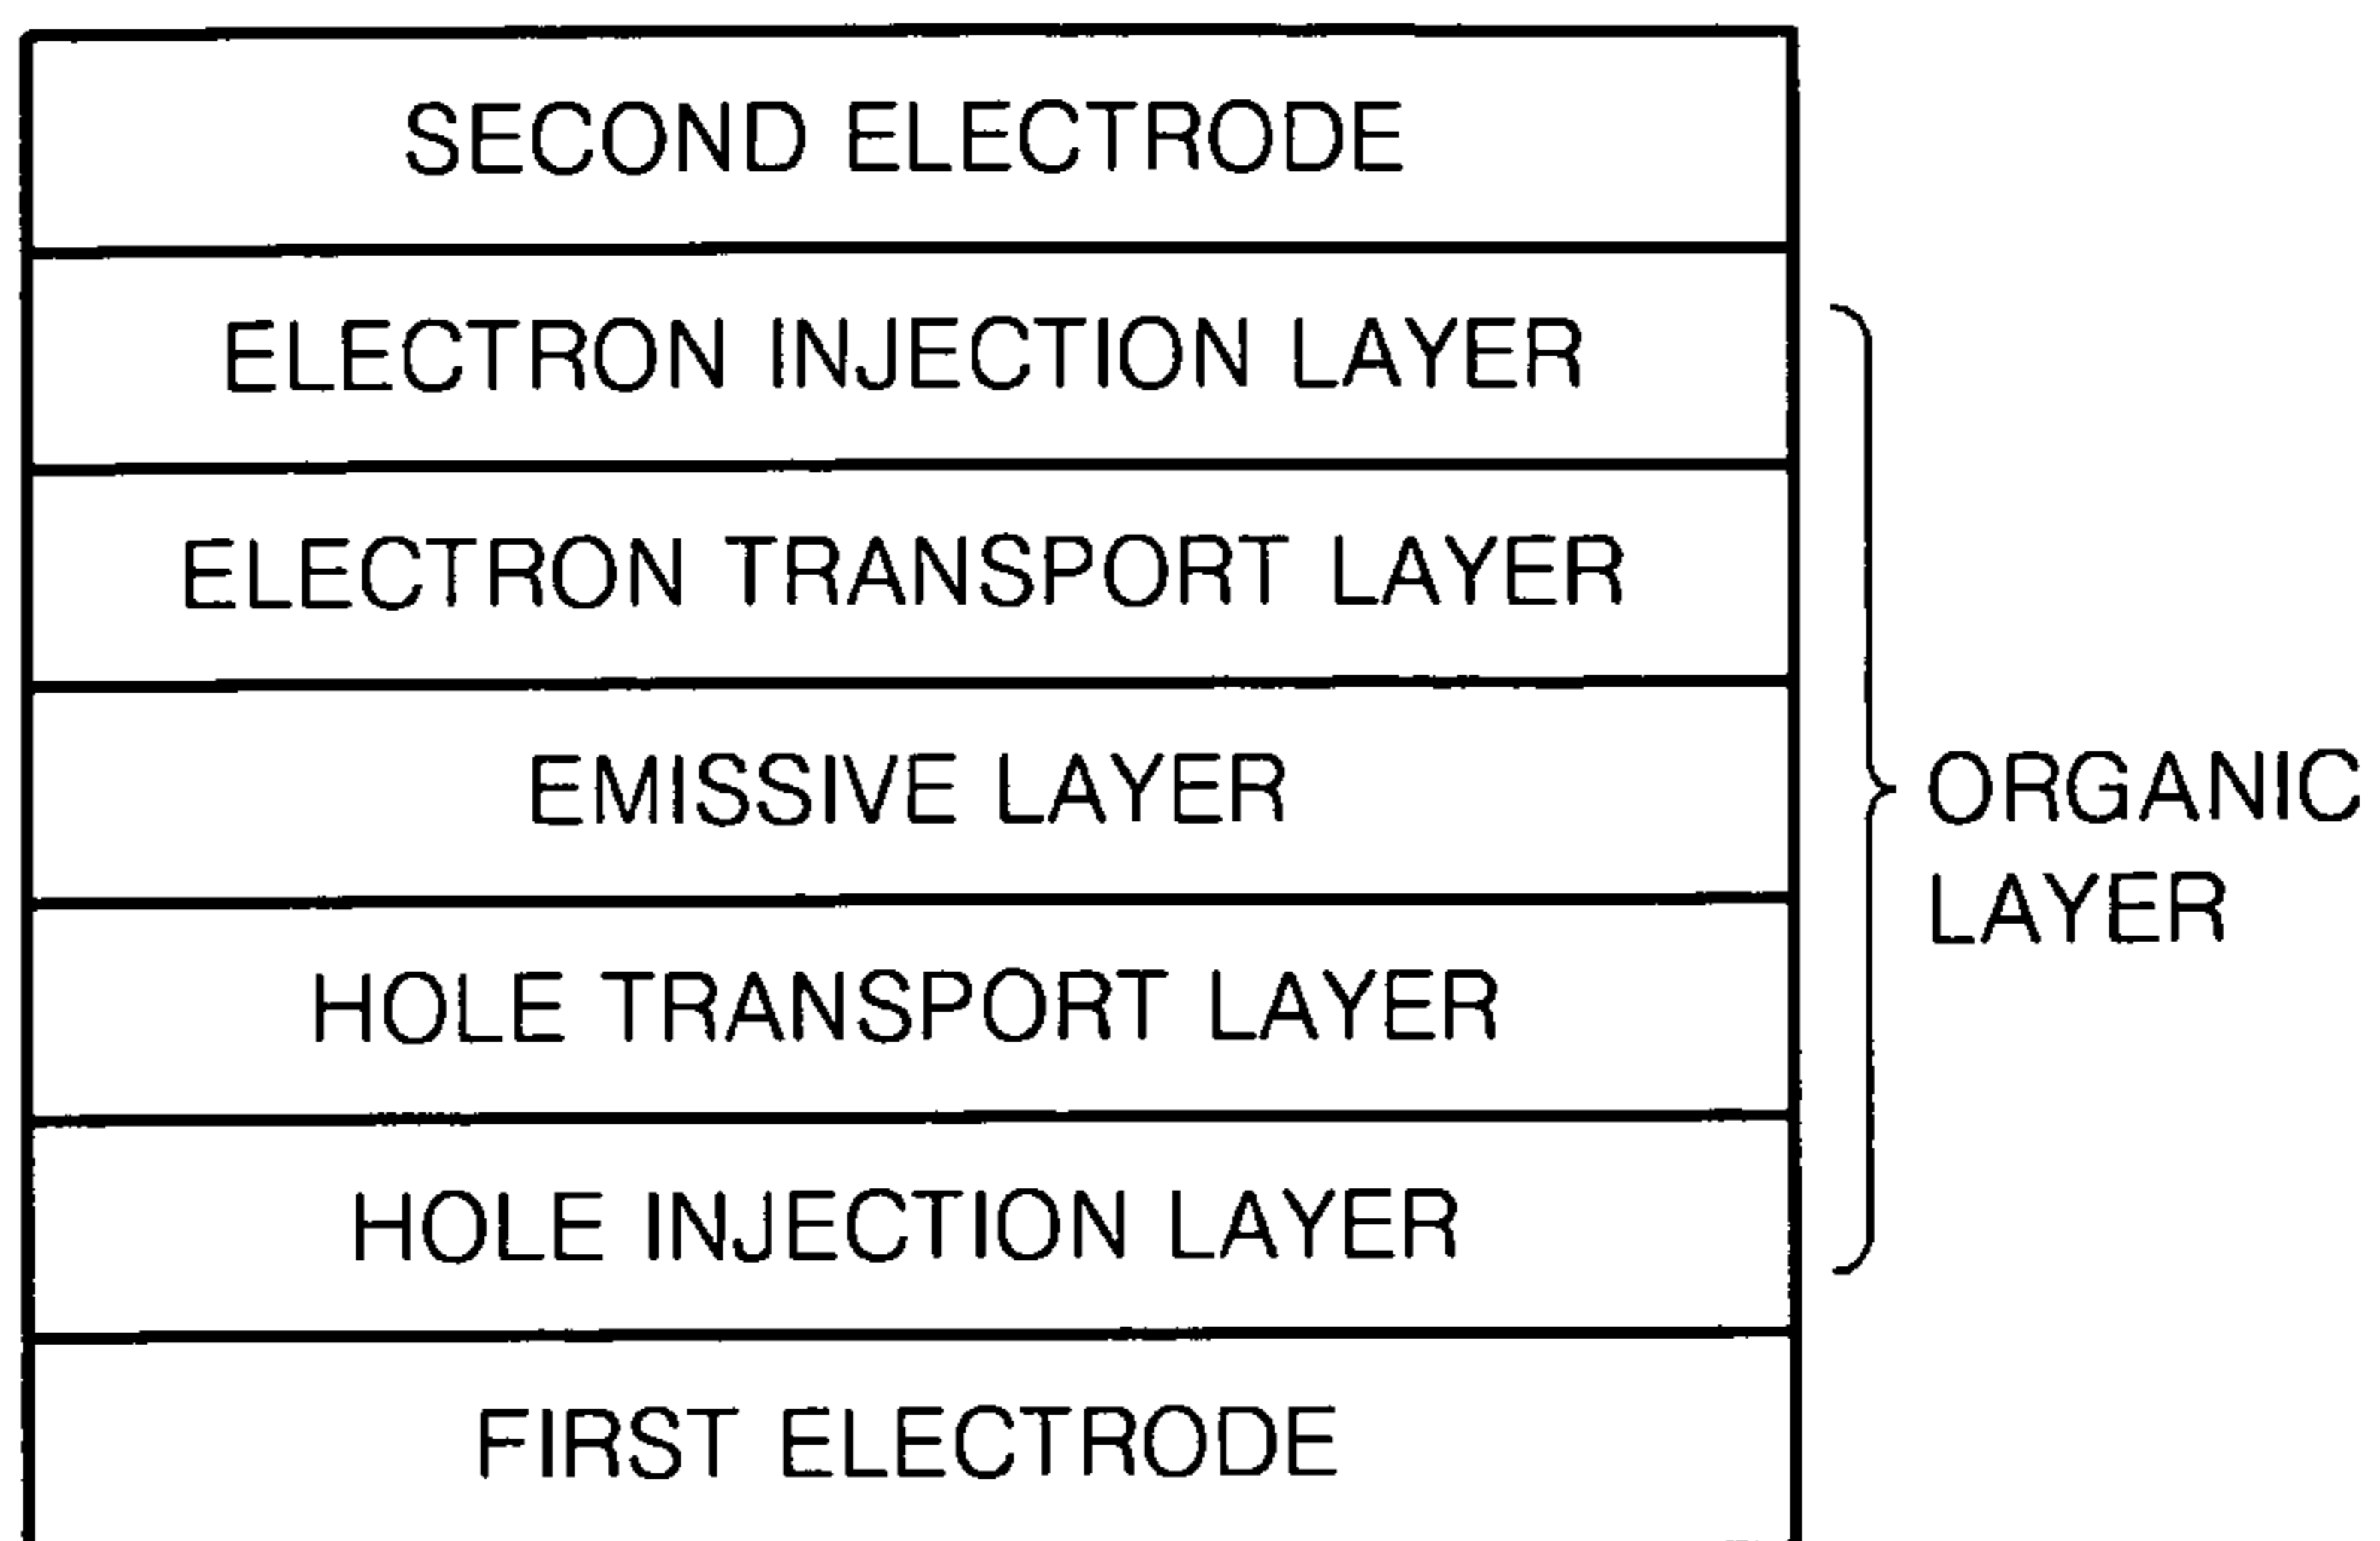 SECOND ELECTRODE
ELECTRON INJECTION LAYER
ELECTRON TRANSPORT LAYER
EMISSIVE LAYER
HOLE TRANSPORT LAYER
HOLE INJECTION LAYER
FIRST ELECTRODE
ORGANIC
LAYER